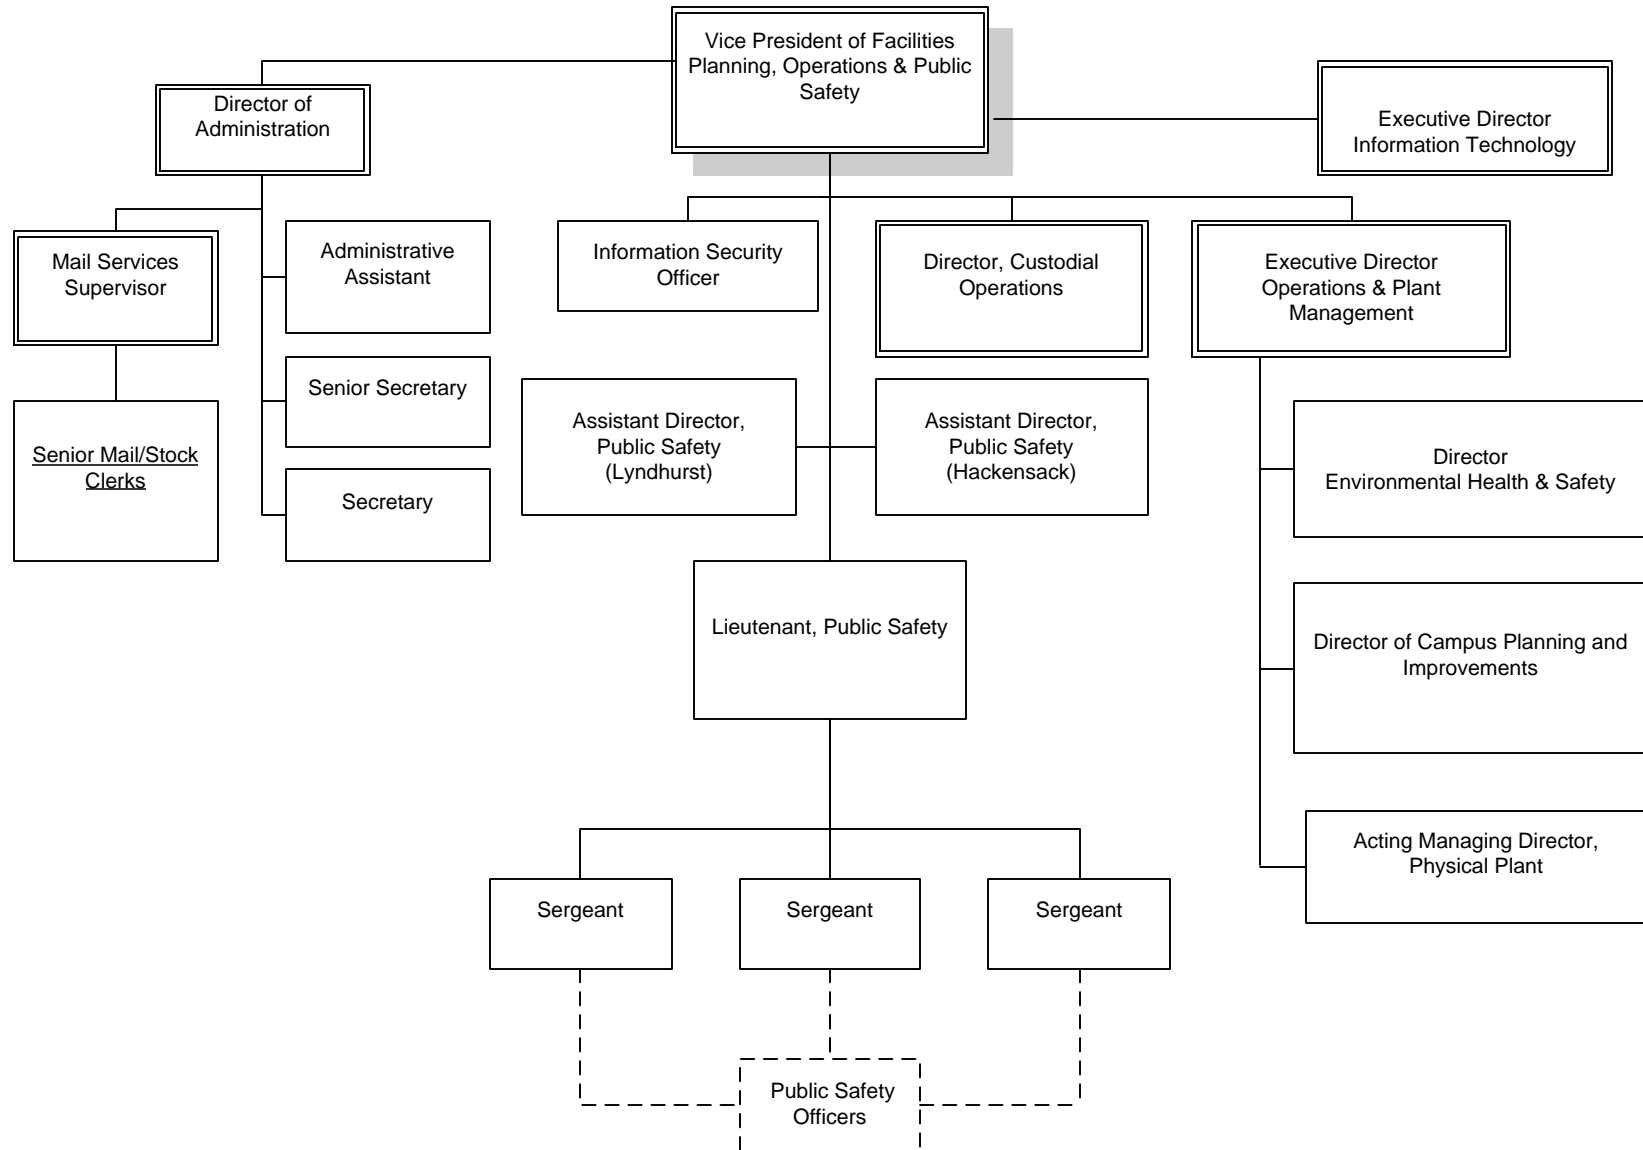 Vice President of Facilities
Planning, Operations & Public
Safety
Director of
Administration
Executive Director
Information Technology
Mail Services
Supervisor
Administrative
Assistant
Information Security
Officer
Director, Custodial
Operations
Executive Director
Operations & Plant
Management
Senior Secretary
Assistant Director,
Public Safety
(Lyndhurst)
Assistant Director,
Public Safety
(Hackensack)
Senior Mail/Stock
Clerks
Director
Environmental Health & Safety
Secretary
Lieutenant, Public Safety
Director of Campus Planning and
Improvements
Acting Managing Director,
Physical Plant
Sergeant
Sergeant
Sergeant
Public Safety
Officers